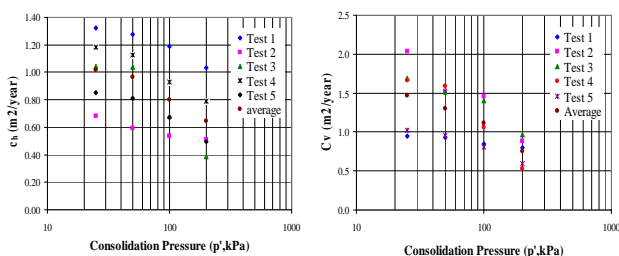 1.40
1.20
1.00
0.80
0.60
0.40
0.20
0.00
10
100
1000
c h (m2/year)
Consolidation Pressure (p',kPa)
Test 1
Test 2
Test 3
Test 4
Test 5
average
2.5
2.0
1.5
1.0
0.5
0.0
10
100
1000
Cv (m2/year)
Consolidation Pressure (p',kPa)
Test 1
Test 2
Test 3
Test 4
Test 5
Average